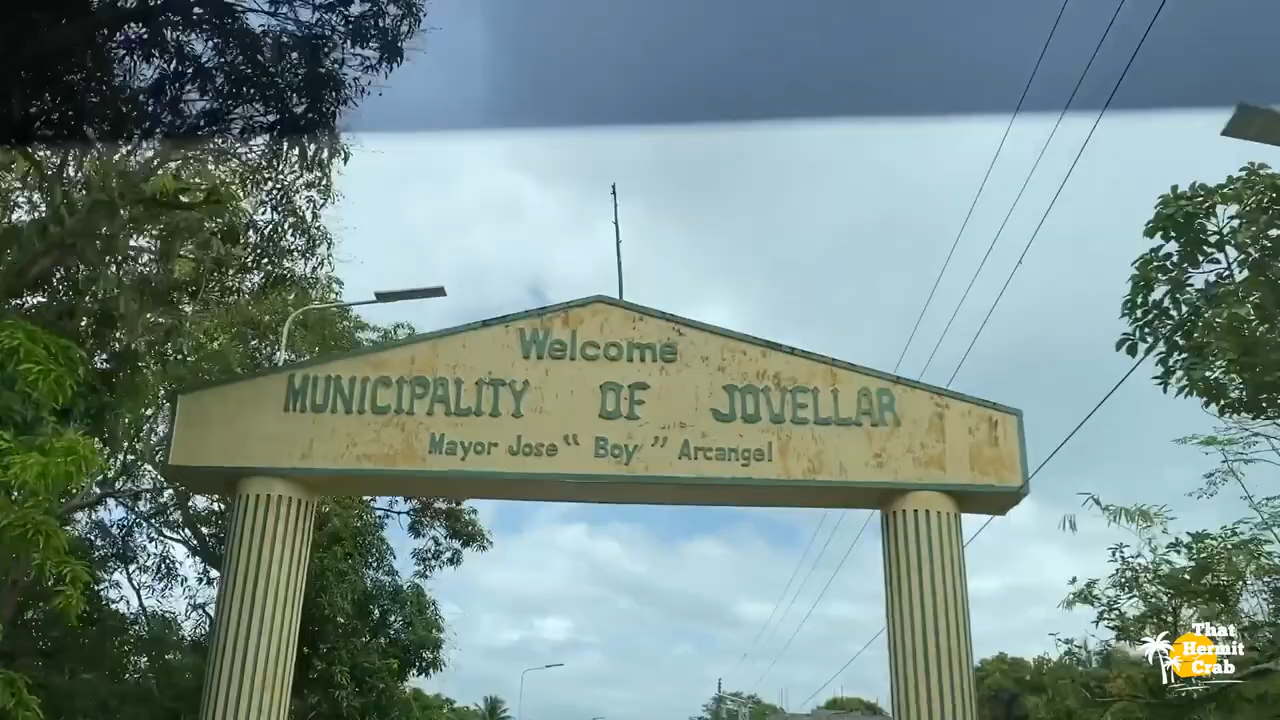 Welcome
MUNICIPALITY OF JOVELLAR
Mayor Jose "Boy" Arcangel
That
Hermit
Crab